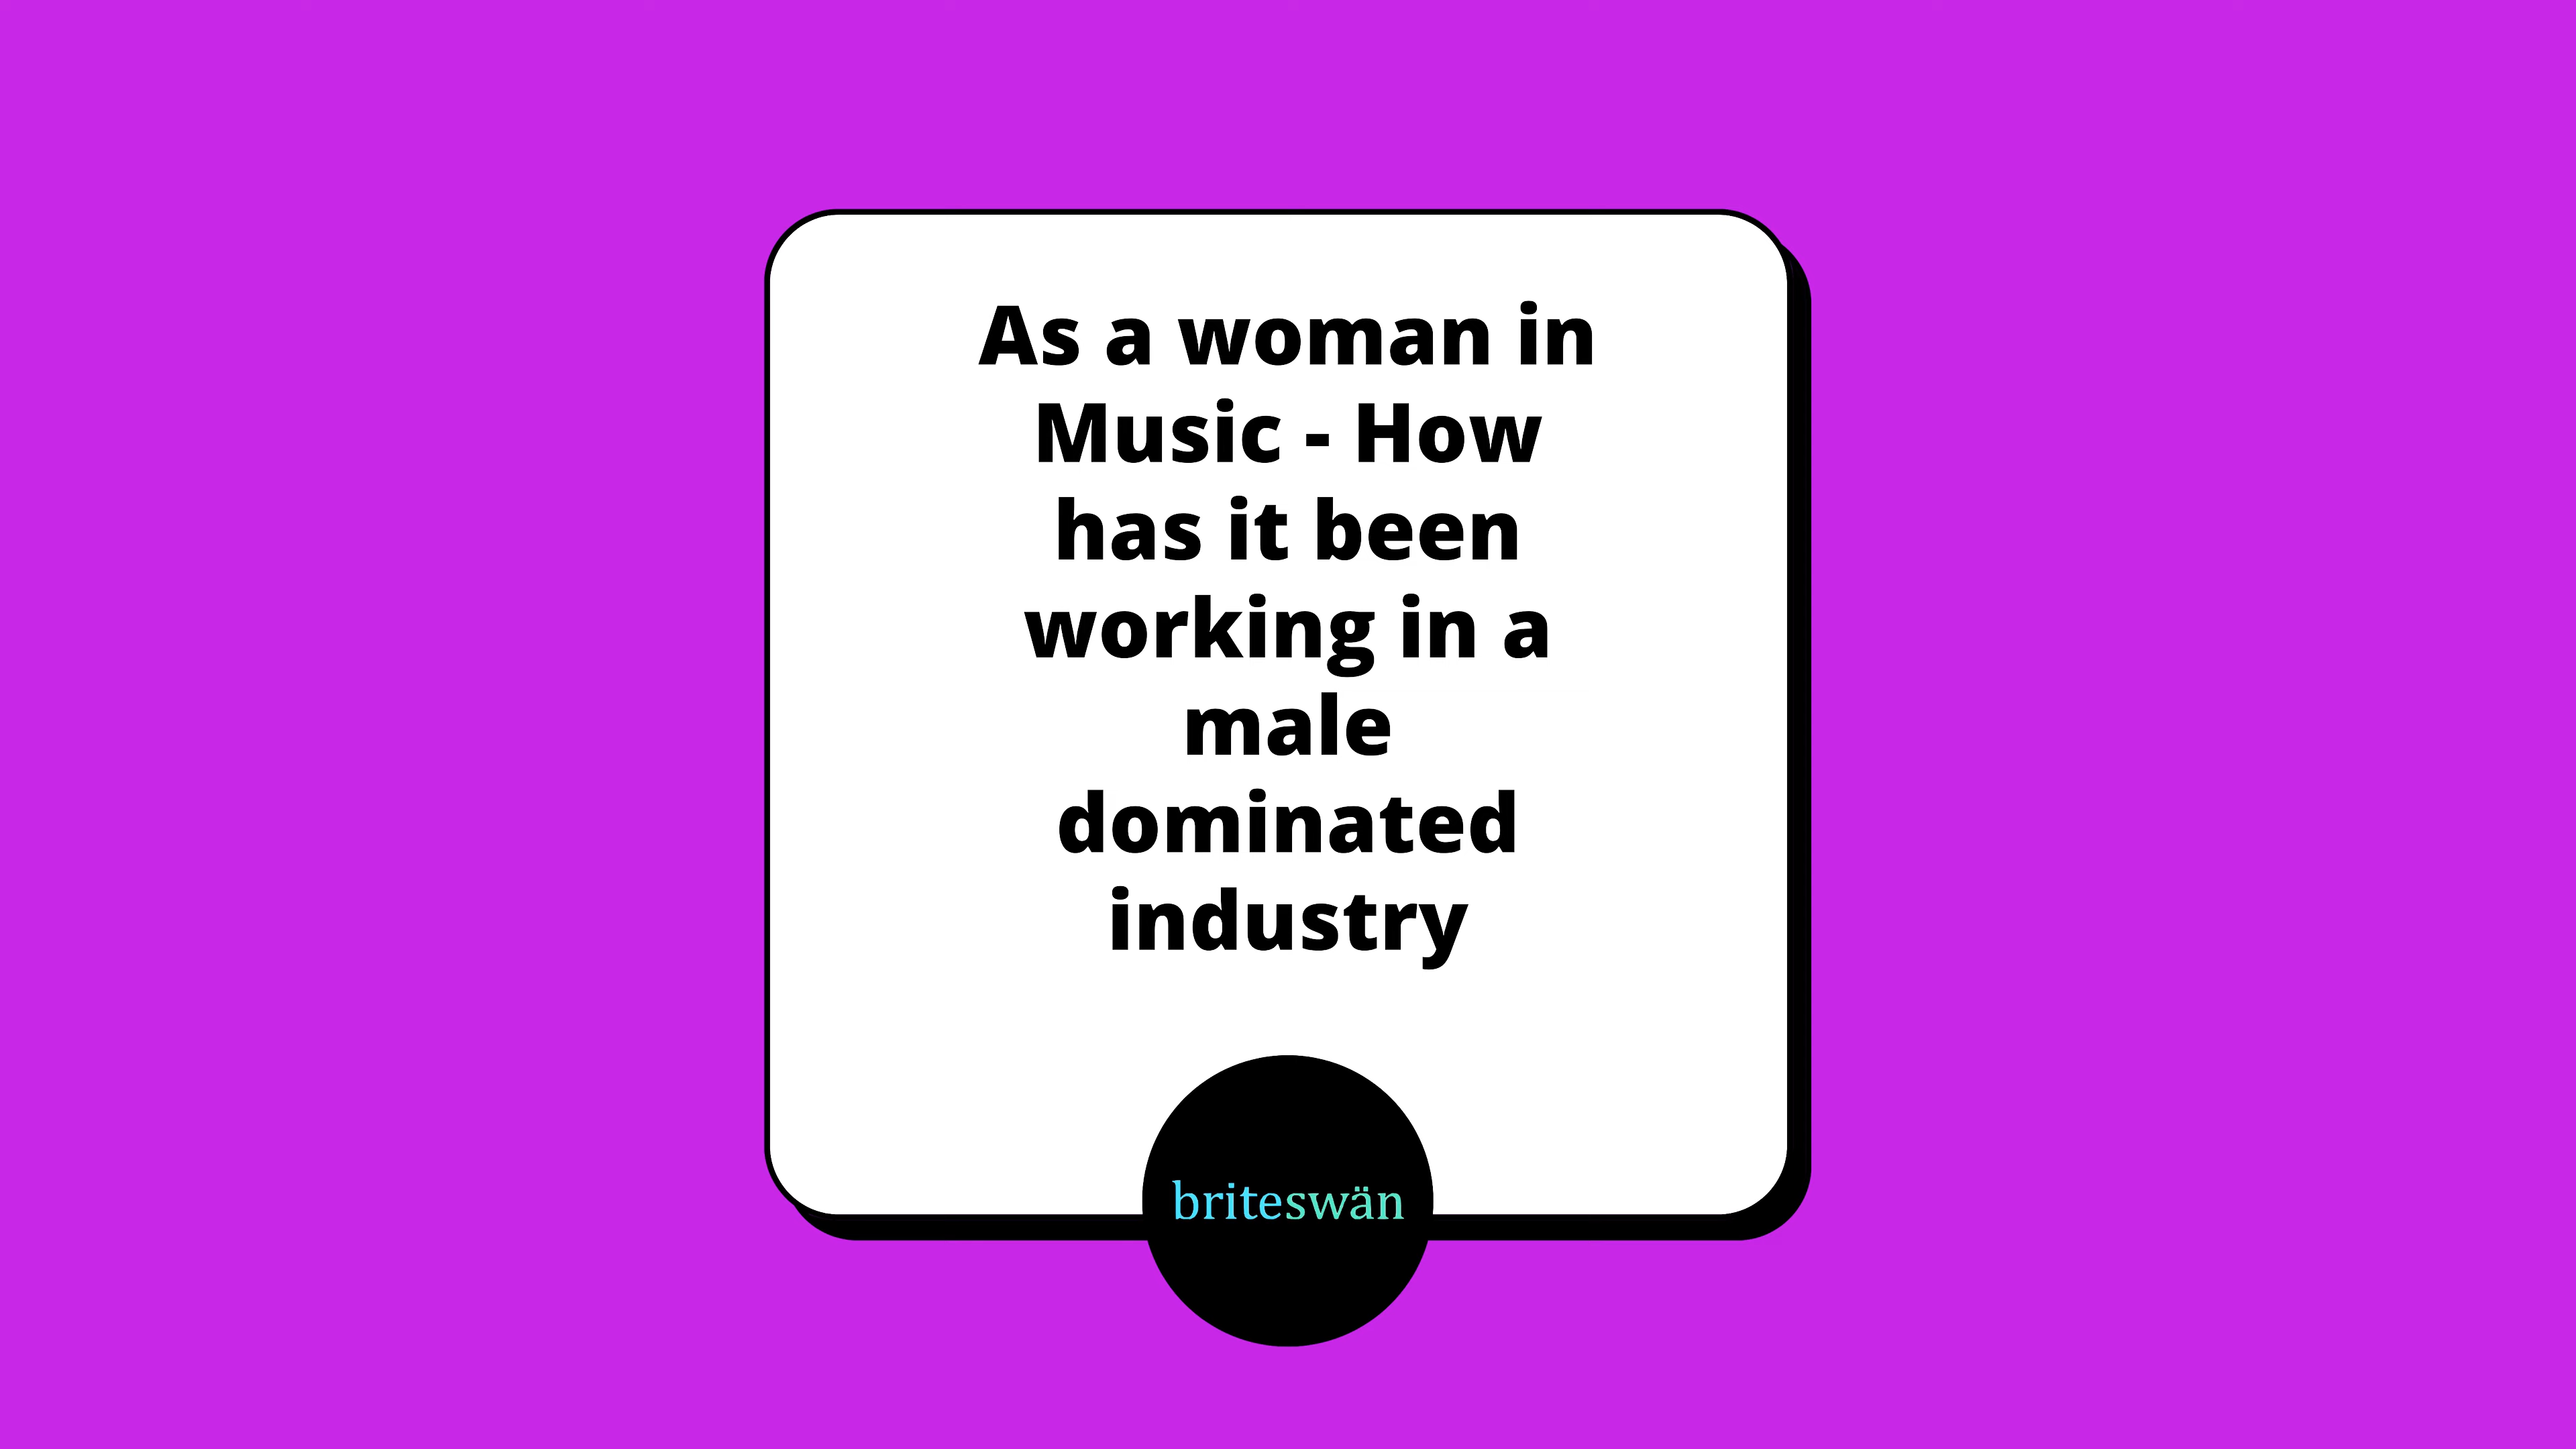 As a woman in
Music - How
has it been
working in a
male
dominated
industry
briteswän